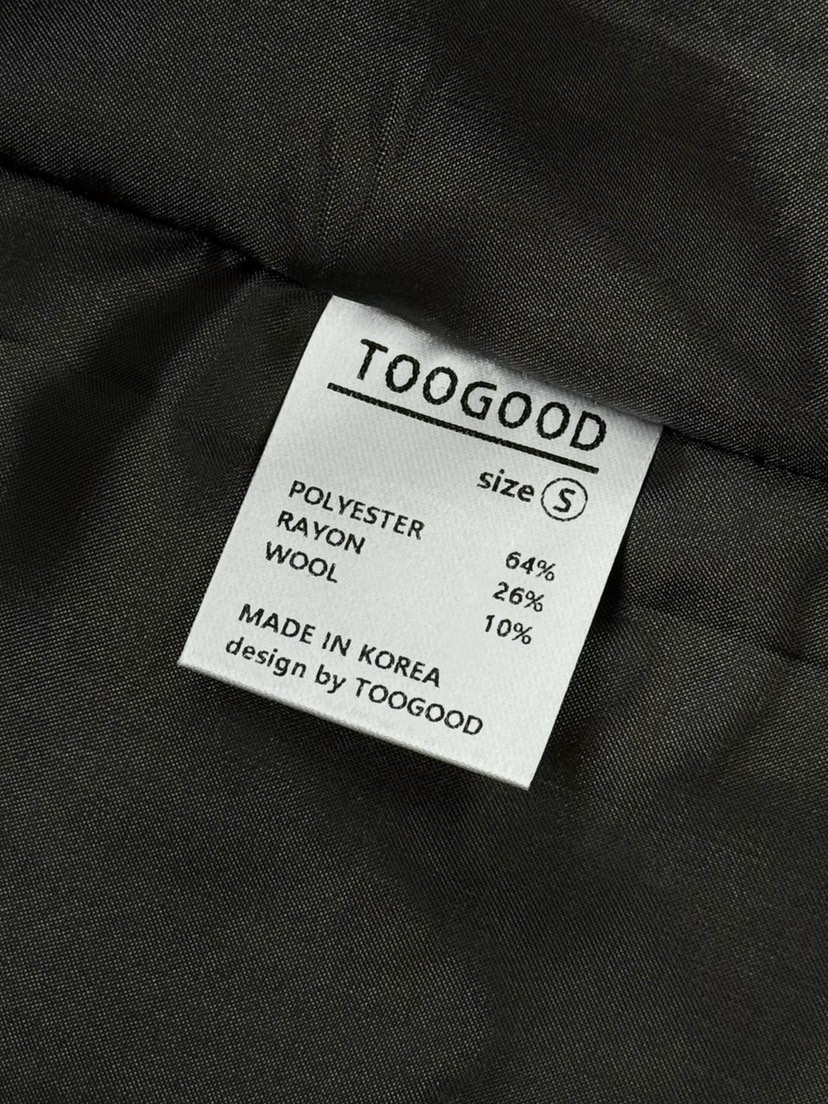 TOOGOOD
size S
POLYESTER 64%
RAYON 26%
WOOL 10%
MADE IN KOREA
design by TOOGOOD